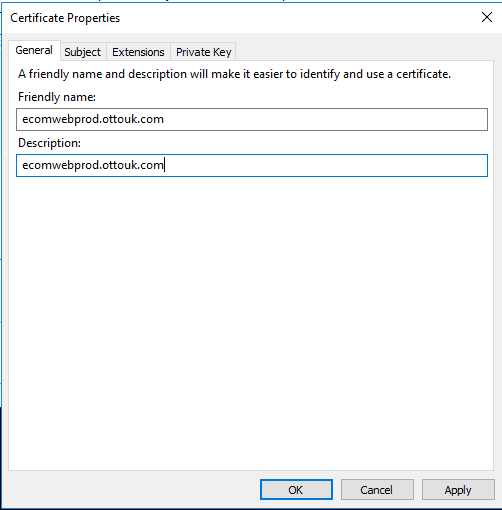 Certificate Properties
General Subject Extensions Private Key
A friendly name and description will make it easier to identify and use a certificate.
Friendly name:
ecomwebprod.ottouk.com
Description:
ecomwebprod.ottouk.com
OK Cancel Apply